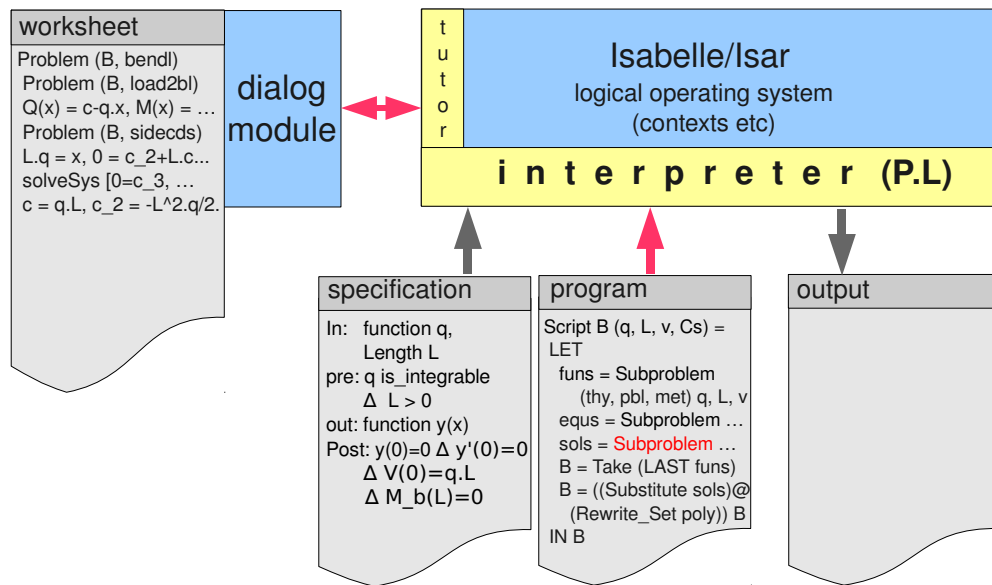 worksheet
Problem (B, bendl)
Problem (B, load2bl)
Q(x) = c-q.x, M(x) = …
Problem (B, sidecds)
L.q = x, 0 = c_2+L.c...
solveSys [0=c_3, …
c = q.L, c_2 = -L^2.q/2.
dialog
module
tutor
Isabelle/Isar
logical operating system
(contexts etc)
i n t e r p r e t e r (P.L)
specification
In: function q,
Length L
pre: q is_integrable
Δ L > 0
out: function y(x)
Post: y(0)=0 Δ y'(0)=0
Δ V(0)=q.L
Δ M_b(L)=0
program
Script B (q, L, v, Cs) =
LET
funs = Subproblem
(thy, pbl, met) q, L, v
equs = Subproblem …
sols = Subproblem …
B = Take (LAST funs)
B = ((Substitute sols)@
(Rewrite_Set poly)) B
IN B
output